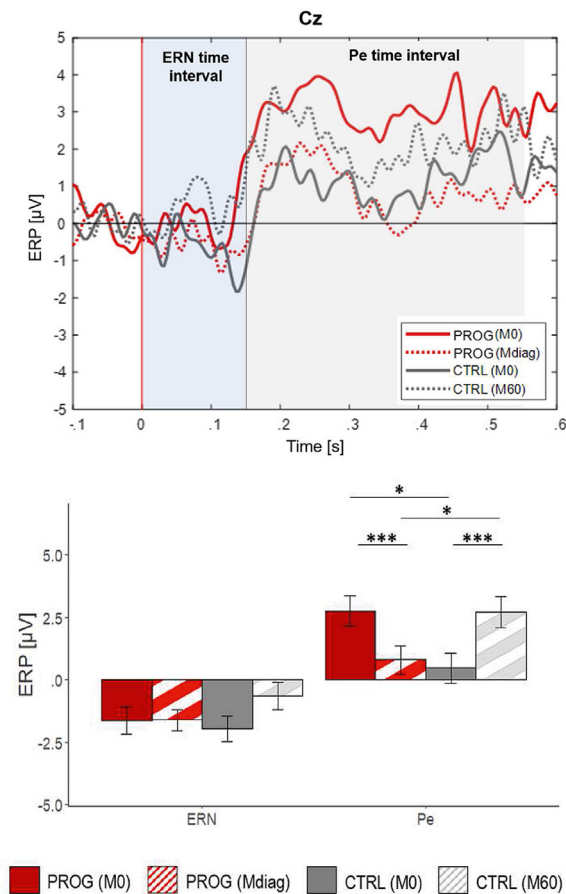 Cz
ERN time
interval
Pe time interval
ERP [µV]
5
4
3
2
1
0
-1
-2
-3
-4
-5
PROG (M0)
PROG (Mdiag)
CTRL (M0)
CTRL (M60)
-.1 0 .1 .2 .3 .4 .5 .6
Time [s]
* 
*
*** ***
ERP [µV]
5.0
2.5
.0
-2.5
-5.0
ERN Pe
PROG (M0) PROG (Mdiag) CTRL (M0) CTRL (M60)